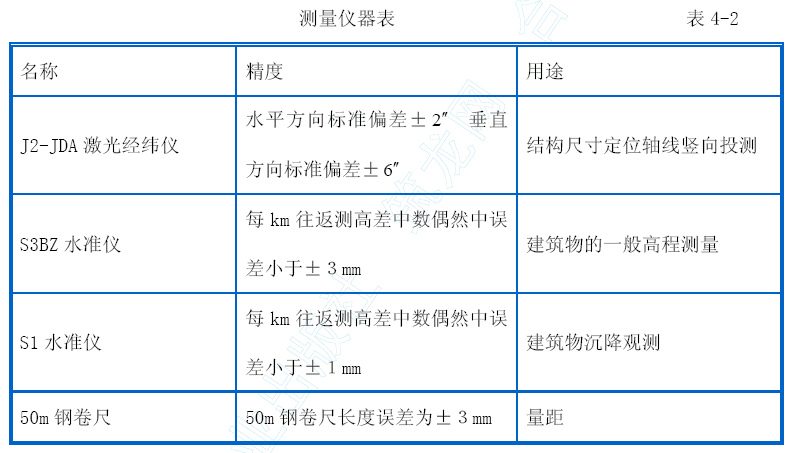 测量仪器表 表 4-2
名称 精度 用途
水平方向标准偏差±2″ 垂直
J2-JDA 激光经纬仪 结构尺寸定位轴线竖向投测
方向标准偏差±6″
每 km 往返测高差中数偶然中误
S3BZ 水准仪 建筑物的一般高程测量
差小于±3mm
每 km 往返测高差中数偶然中误
S1 水准仪 建筑物沉降观测
差小于±1mm
50m 钢卷尺 50m 钢卷尺长度误差为±3mm 量距
筑龙网